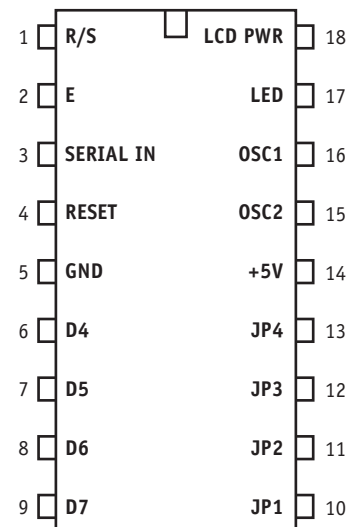 1 R/S LCD PWR 18
2 E LED 17
3 SERIAL IN OSC1 16
4 RESET OSC2 15
5 GND +5V 14
6 D4 JP4 13
7 D5 JP3 12
8 D6 JP2 11
9 D7 JP1 10